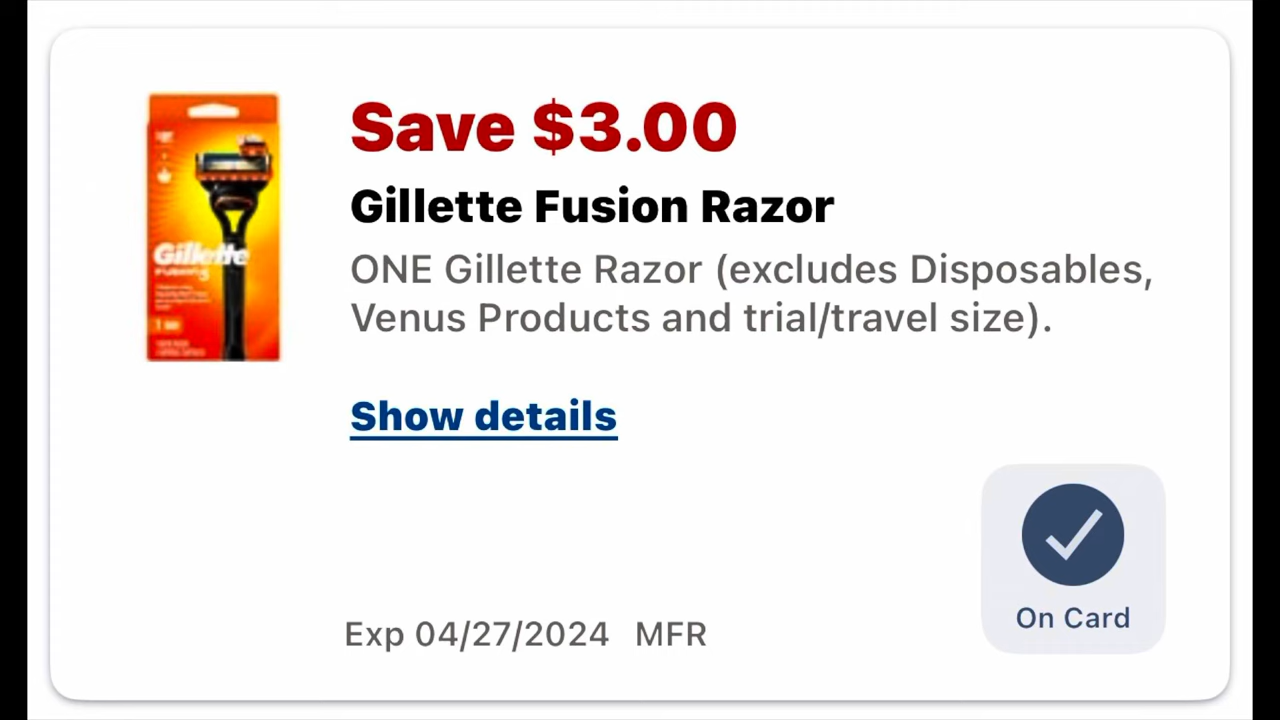 Save $3.00
Gillette Fusion Razor
ONE Gillette Razor (excludes Disposables,
Venus Products and trial/travel size).
Show details
On Card
Exp 04/27/2024 MFR
Gillette